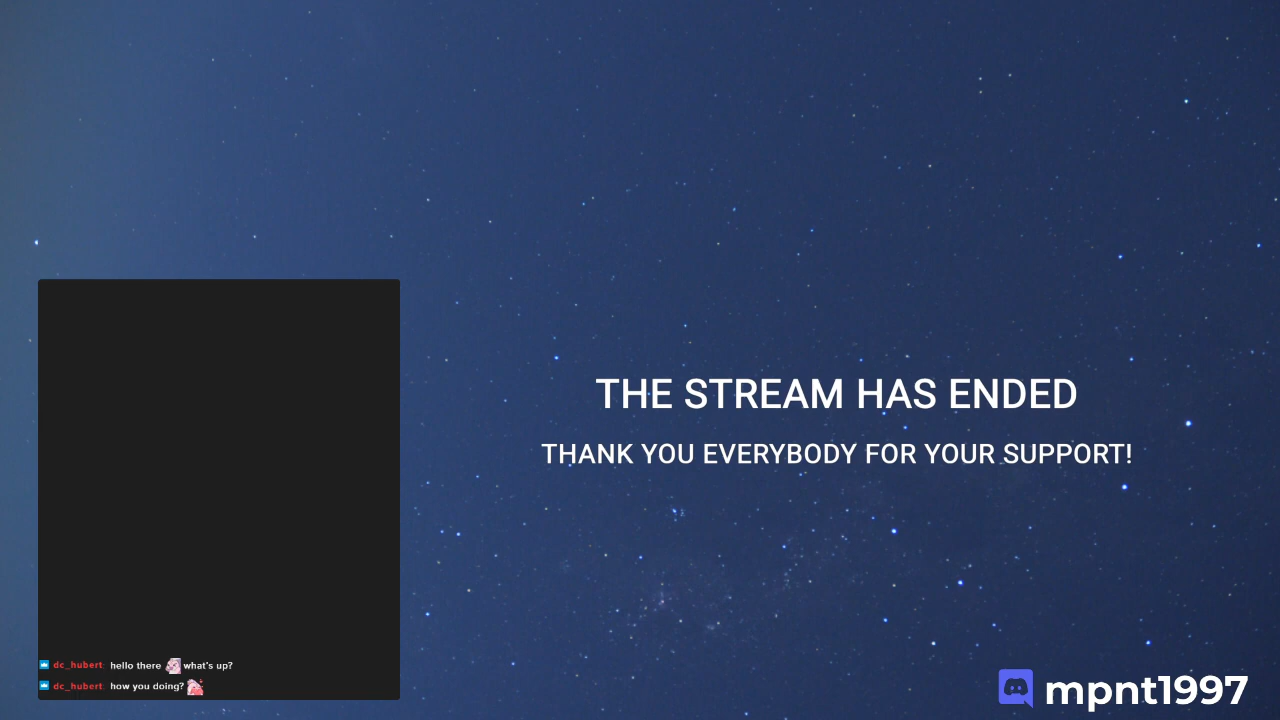 THE STREAM HAS ENDED
THANK YOU EVERYBODY FOR YOUR SUPPORT!
dc_hubert: hello there what's up?
dc_hubert: how you doing?
mpnt1997